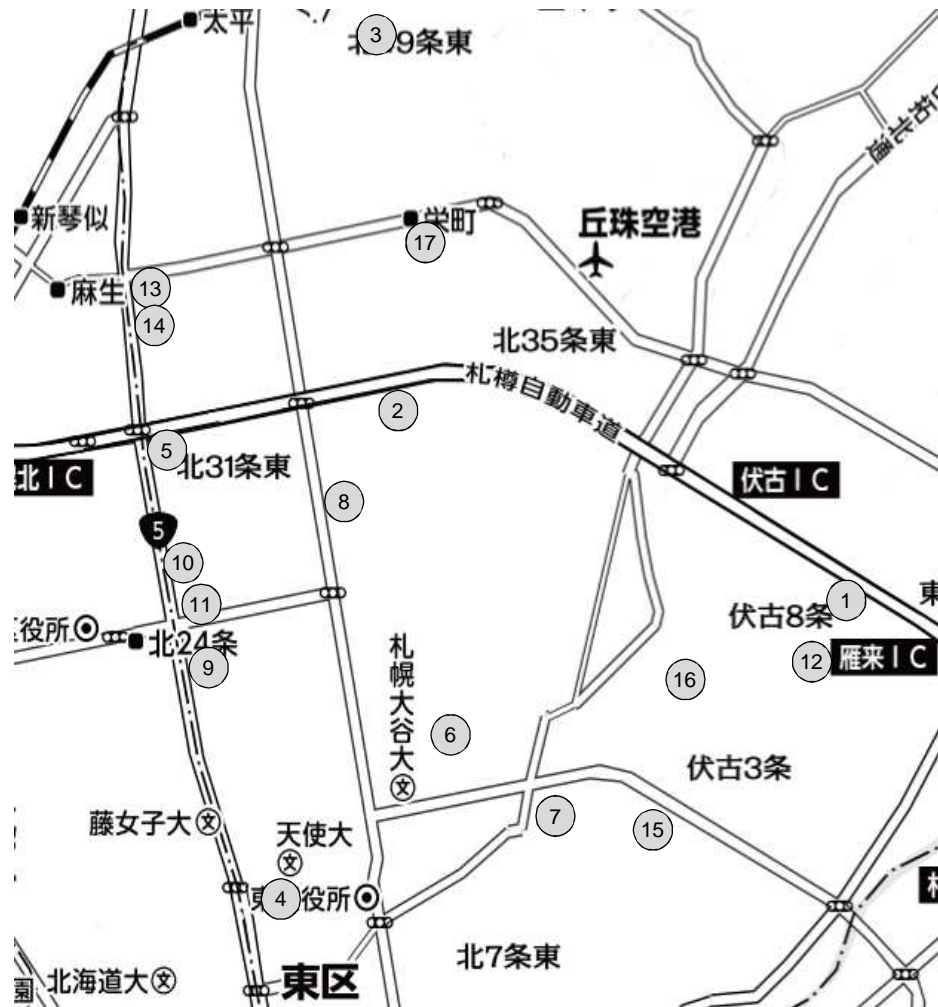 太平
3
北 9条東
新琴似
栄町
17
丘珠空港
麻生
13
14
北35条東
札樽自動車道
2
5
北31条東
北IC
伏古IC
8
5
10
11
1
伏古8条
東
役所
北24条
9
12
雁来IC
札幌大谷大
文
16
6
伏古3条
藤女子大
文
天使大
文
7
15
4
役所
北7条東
北海道大
文
東区
園